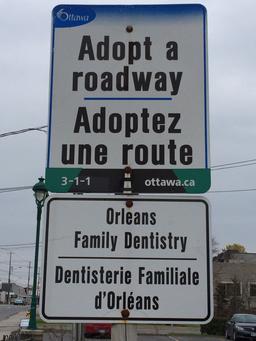 Ottawa
Adopt a
roadway
Adoptez
une route
3-1-1 ottawa.ca
Orleans
Family Dentistry
Dentisterie Familiale
d'Orléans